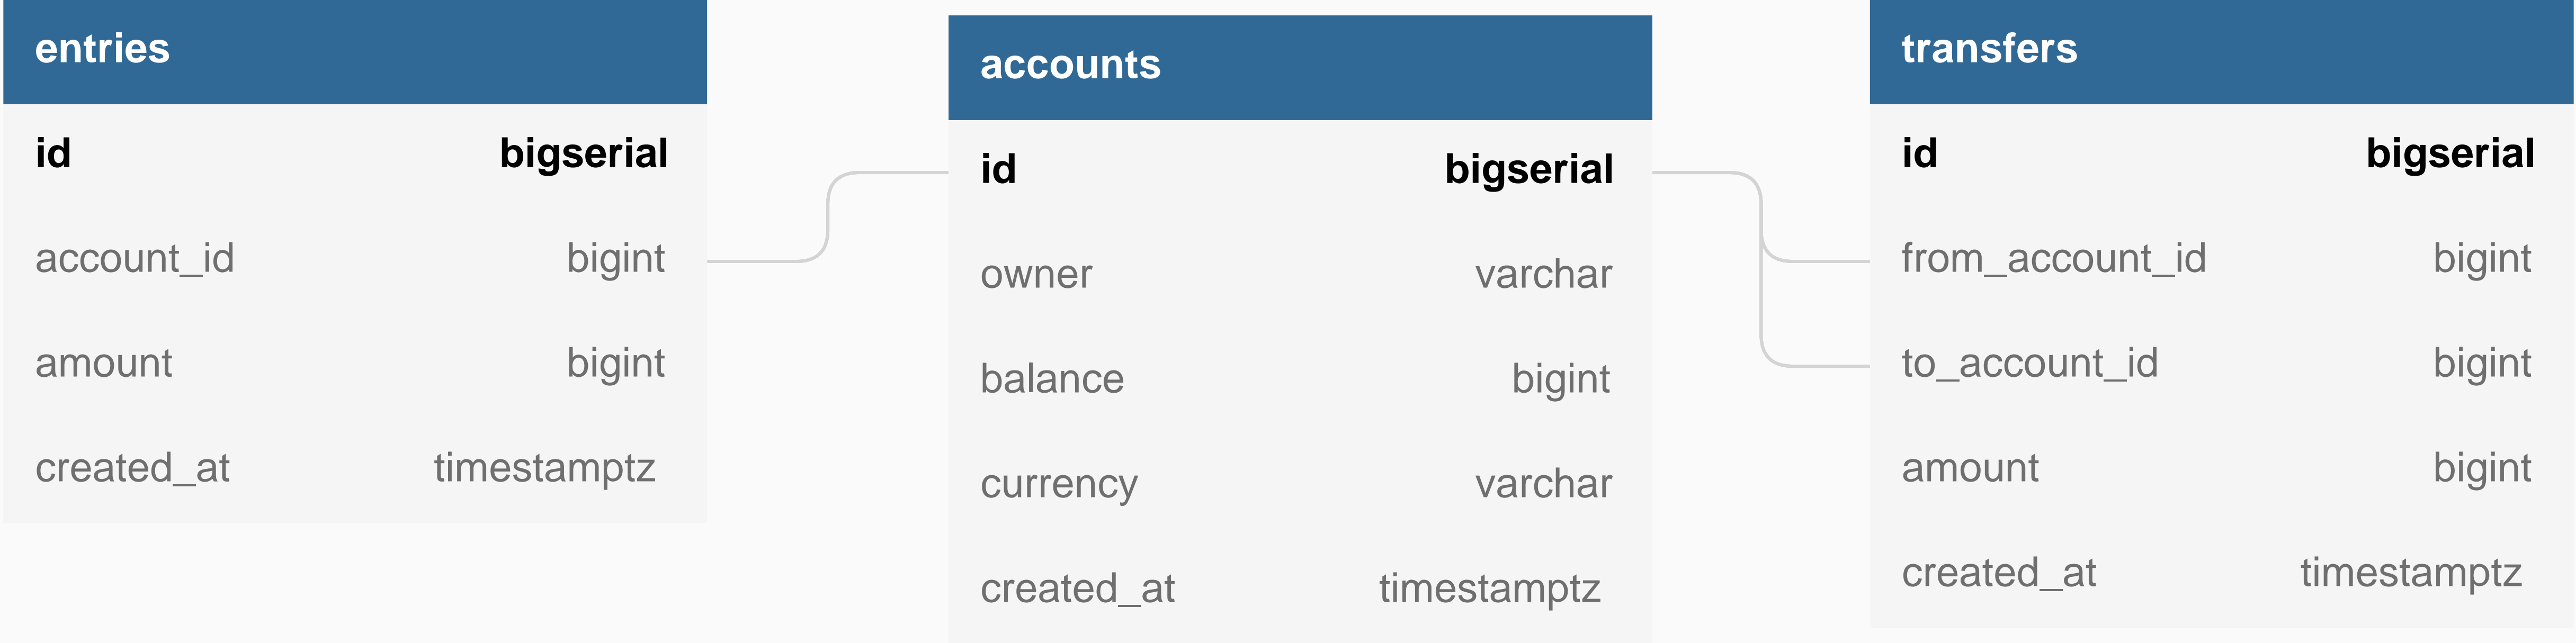 entries
id bigserial
account_id bigint
amount bigint
created_at timestamptz
accounts
id bigserial
owner varchar
balance bigint
currency varchar
created_at timestamptz
transfers
id bigserial
from_account_id bigint
to_account_id bigint
amount bigint
created_at timestamptz